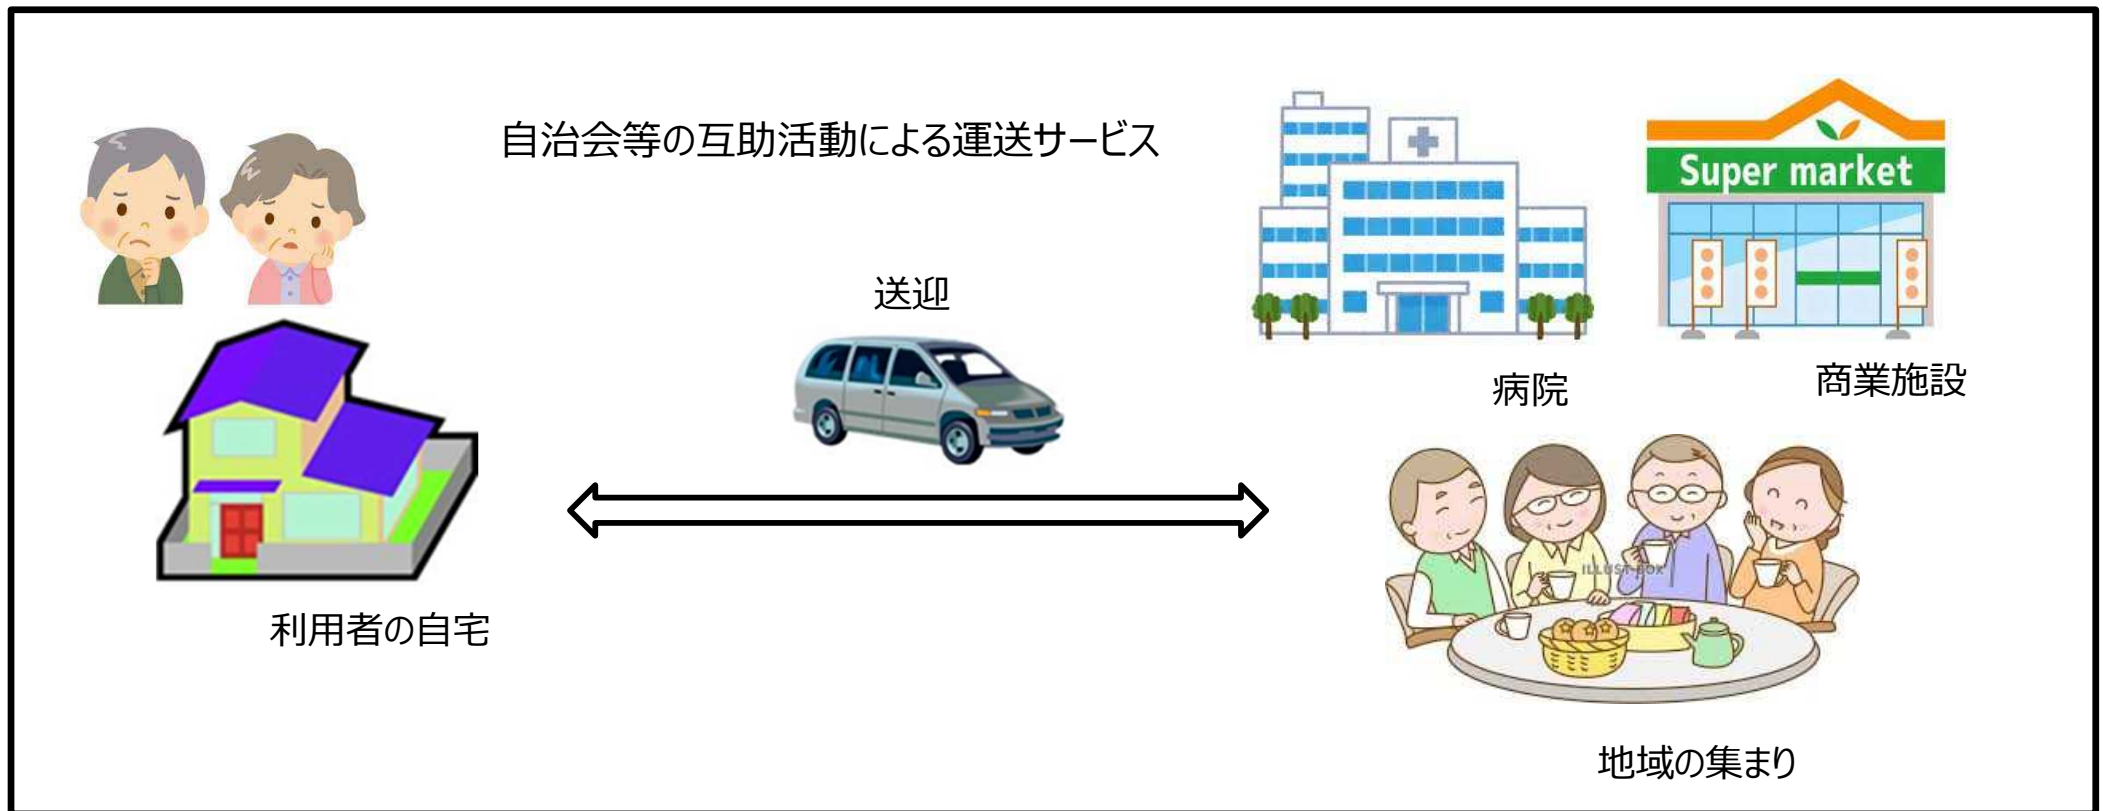 自治会等の互助活動による運送サービス
Super market
送迎
病院
商業施設
ILLUST BOX
利用者の自宅
地域の集まり